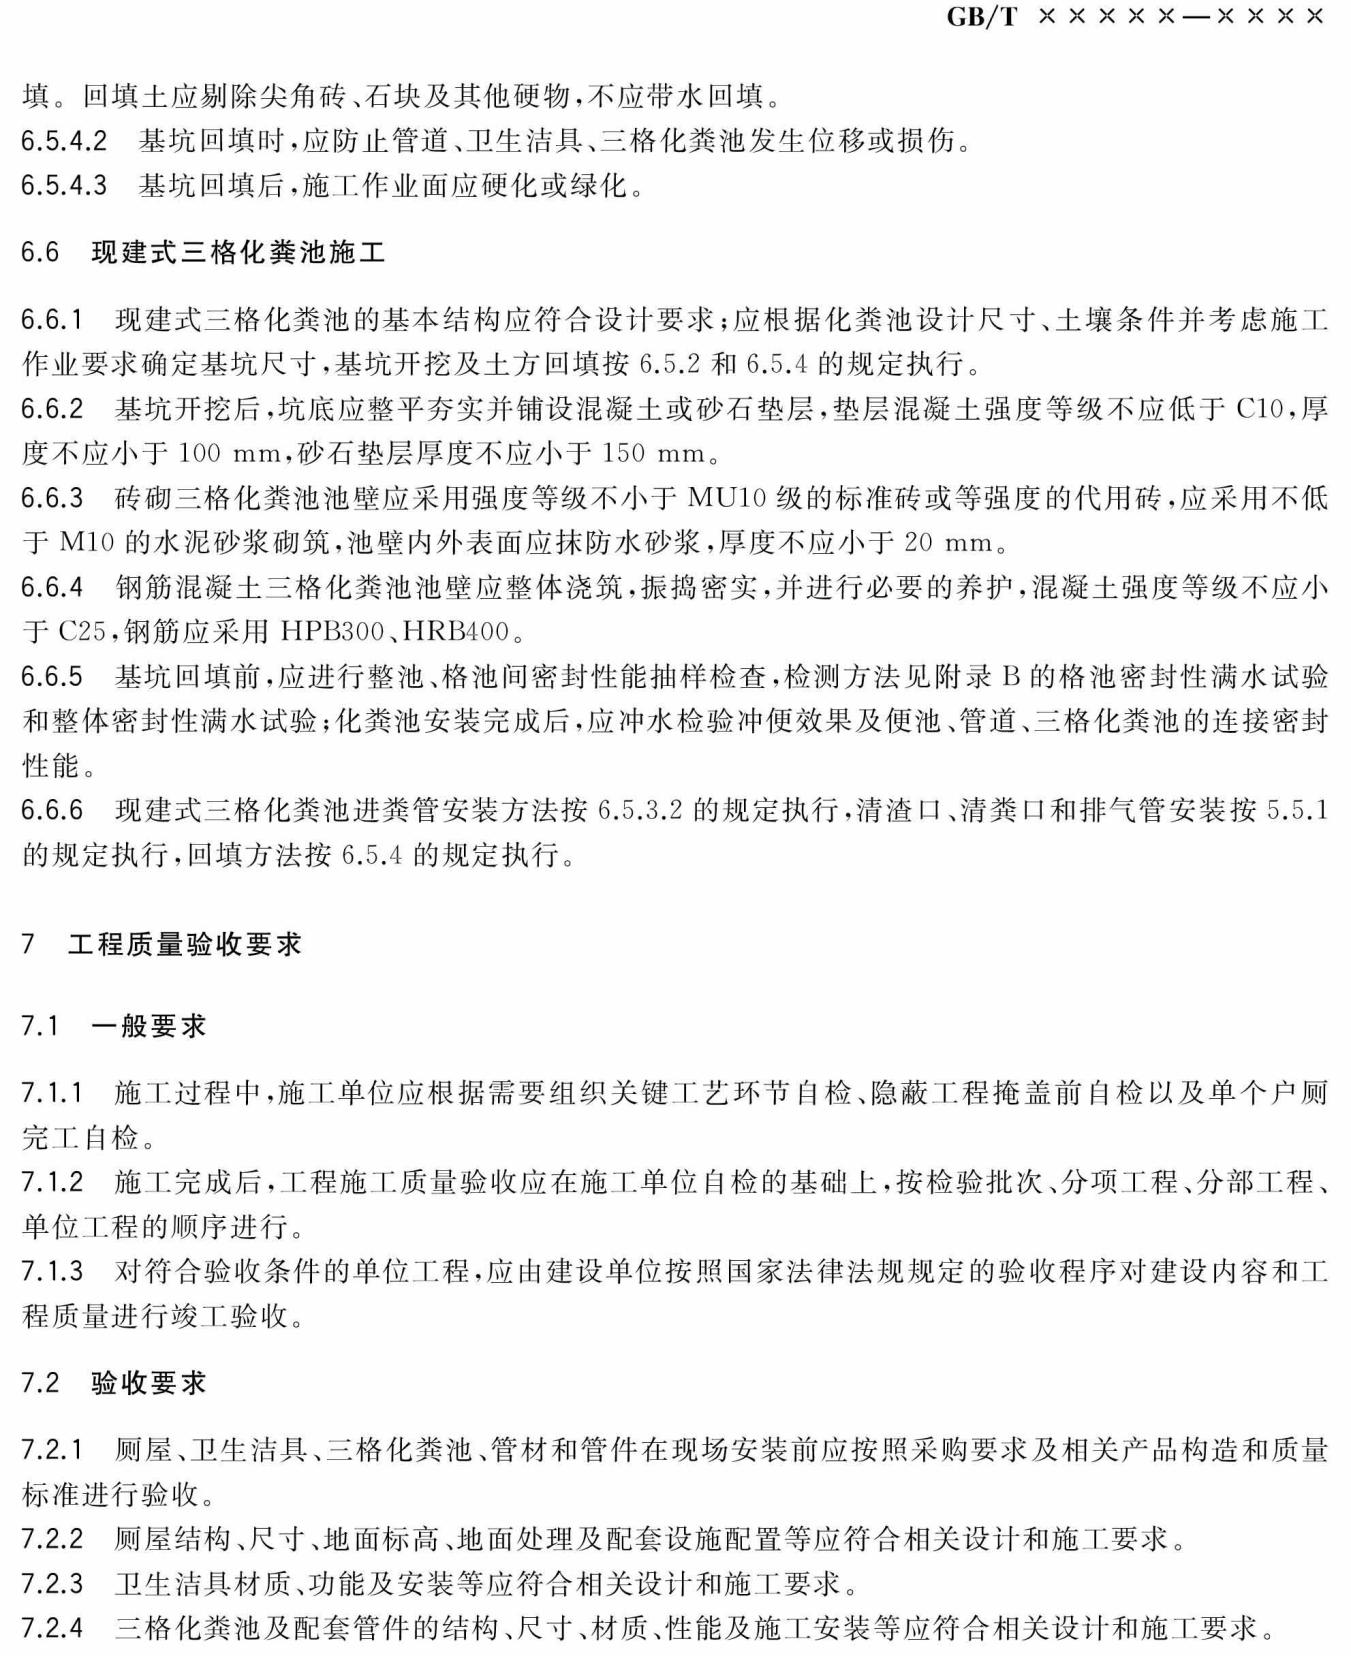 GB/T ×××××—××××
填。回填土应剔除尖角砖、石块及其他硬物,不应带水回填。
6.5.4.2 基坑回填时,应防止管道、卫生洁具、三格化粪池发生位移或损伤。
6.5.4.3 基坑回填后,施工作业面应硬化或绿化。
6.6 现建式三格化粪池施工
6.6.1 现建式三格化粪池的基本结构应符合设计要求;应根据化粪池设计尺寸、土壤条件并考虑施工
作业要求确定基坑尺寸,基坑开挖及土方回填按 6.5.2 和 6.5.4 的规定执行。
6.6.2 基坑开挖后,坑底应整平夯实并铺设混凝土或砂石垫层,垫层混凝土强度等级不应低于 C10,厚
度不应小于 100 mm,砂石垫层厚度不应小于 150 mm。
6.6.3 砖砌三格化粪池池壁应采用强度等级不小于 MU10 级的标准砖或等强度的代用砖,应采用不低
于 M10 的水泥砂浆砌筑,池壁内外表面应抹防水砂浆,厚度不应小于 20 mm。
6.6.4 钢筋混凝土三格化粪池池壁应整体浇筑,振捣密实,并进行必要的养护,混凝土强度等级不应小
于 C25,钢筋应采用 HPB300、HRB400。
6.6.5 基坑回填前,应进行整池、格池间密封性能抽样检查,检测方法见附录 B 的格池密封性满水试验
和整体密封性满水试验;化粪池安装完成后,应冲水检验冲便效果及便池、管道、三格化粪池的连接密封
性能。
6.6.6 现建式三格化粪池进粪管安装方法按 6.5.3.2 的规定执行,清渣口、清粪口和排气管安装按 5.5.1
的规定执行,回填方法按 6.5.4 的规定执行。
7 工程质量验收要求
7.1 一般要求
7.1.1 施工过程中,施工单位应根据需要组织关键工艺环节自检、隐蔽工程掩盖前自检以及单个户厕
完工自检。
7.1.2 施工完成后,工程施工质量验收应在施工单位自检的基础上,按检验批次、分项工程、分部工程、
单位工程的顺序进行。
7.1.3 对符合验收条件的单位工程,应由建设单位按照国家法律法规规定的验收程序对建设内容和工
程质量进行竣工验收。
7.2 验收要求
7.2.1 厕屋、卫生洁具、三格化粪池、管材和管件在现场安装前应按照采购要求及相关产品构造和质量
标准进行验收。
7.2.2 厕屋结构、尺寸、地面标高、地面处理及配套设施配置等应符合相关设计和施工要求。
7.2.3 卫生洁具材质、功能及安装等应符合相关设计和施工要求。
7.2.4 三格化粪池及配套管件的结构、尺寸、材质、性能及施工安装等应符合相关设计和施工要求。